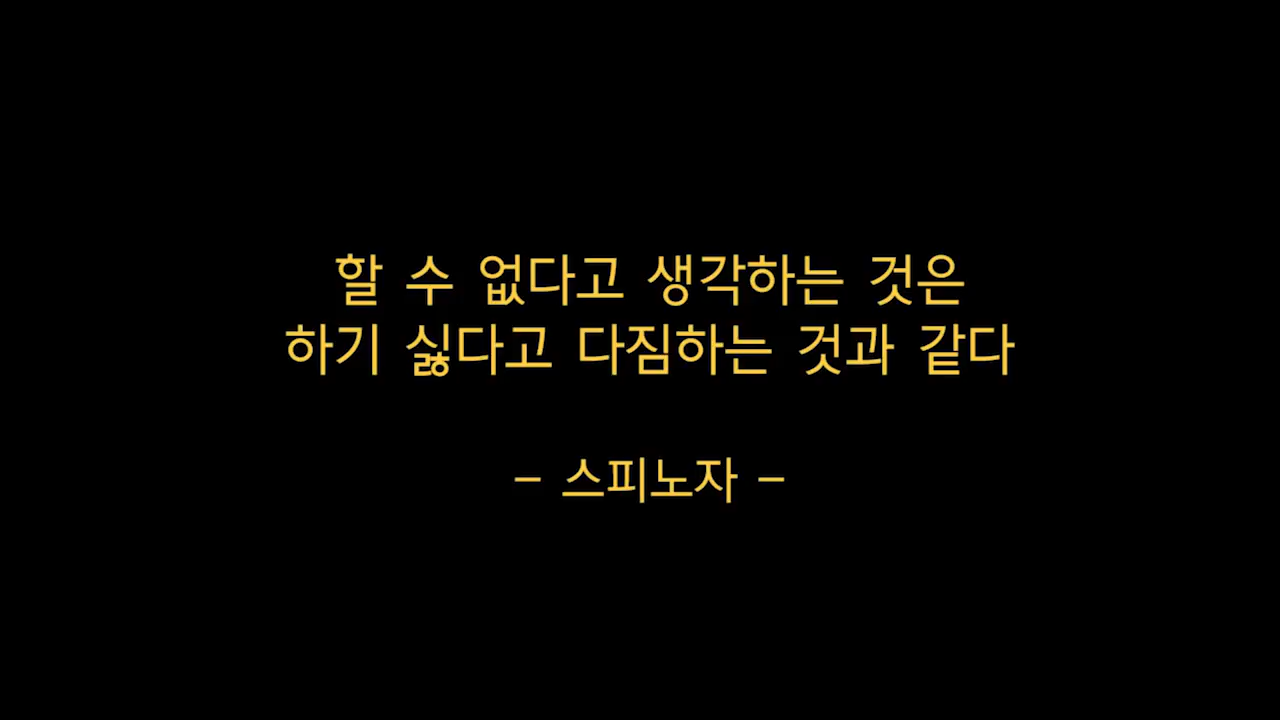 할 수 없다고 생각하는 것은
하기 싫다고 다짐하는 것과 같다
– 스피노자 –